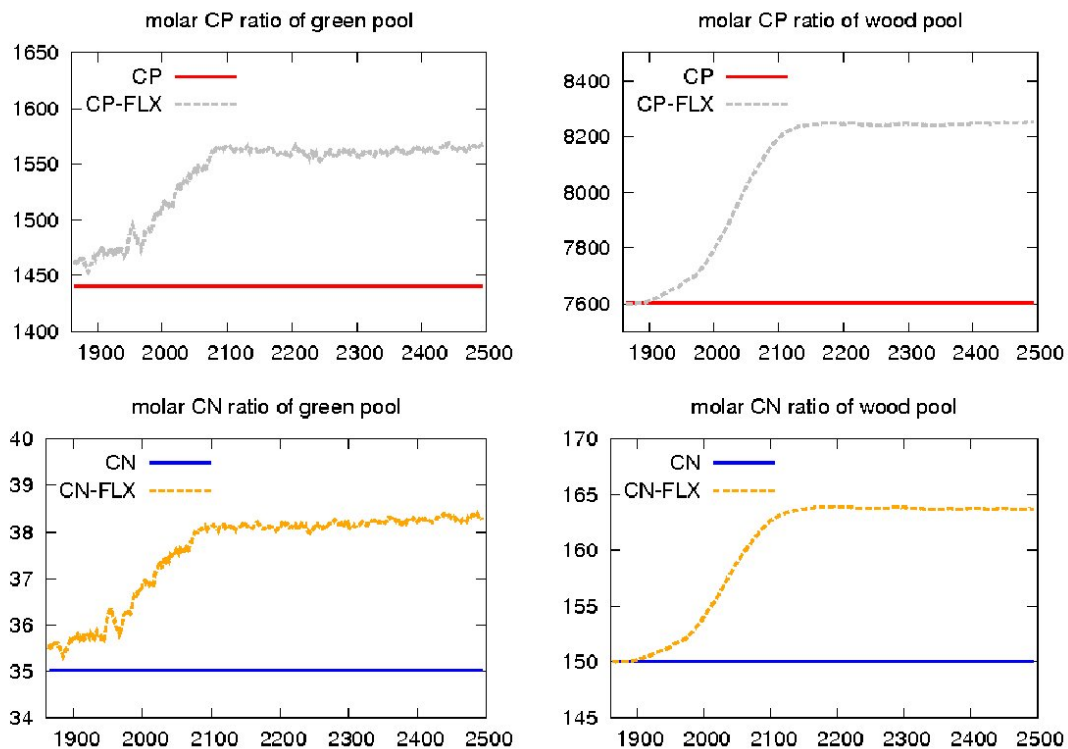 molar CP ratio of green pool
1650
1600
1550
1500
1450
1400
CP
CP-FLX
1900 2000 2100 2200 2300 2400 2500
molar CP ratio of wood pool
8400
8200
8000
7800
7600
CP
CP-FLX
1900 2000 2100 2200 2300 2400 2500
molar CN ratio of green pool
40
39
38
37
36
35
34
CN
CN-FLX
1900 2000 2100 2200 2300 2400 2500
molar CN ratio of wood pool
170
165
160
155
150
145
CN
CN-FLX
1900 2000 2100 2200 2300 2400 2500